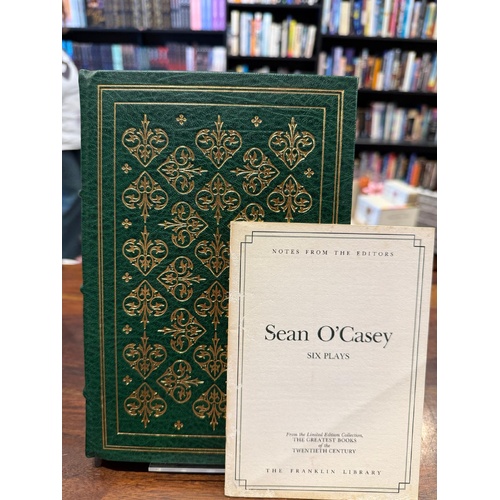 NOTES FROM THE EDITORS
Sean O'Casey
SIX PLAYS
From the Limited Edition Collection,
THE GREATEST BOOKS
of the
TWENTIETH CENTURY
THE FRANKLIN LIBRARY